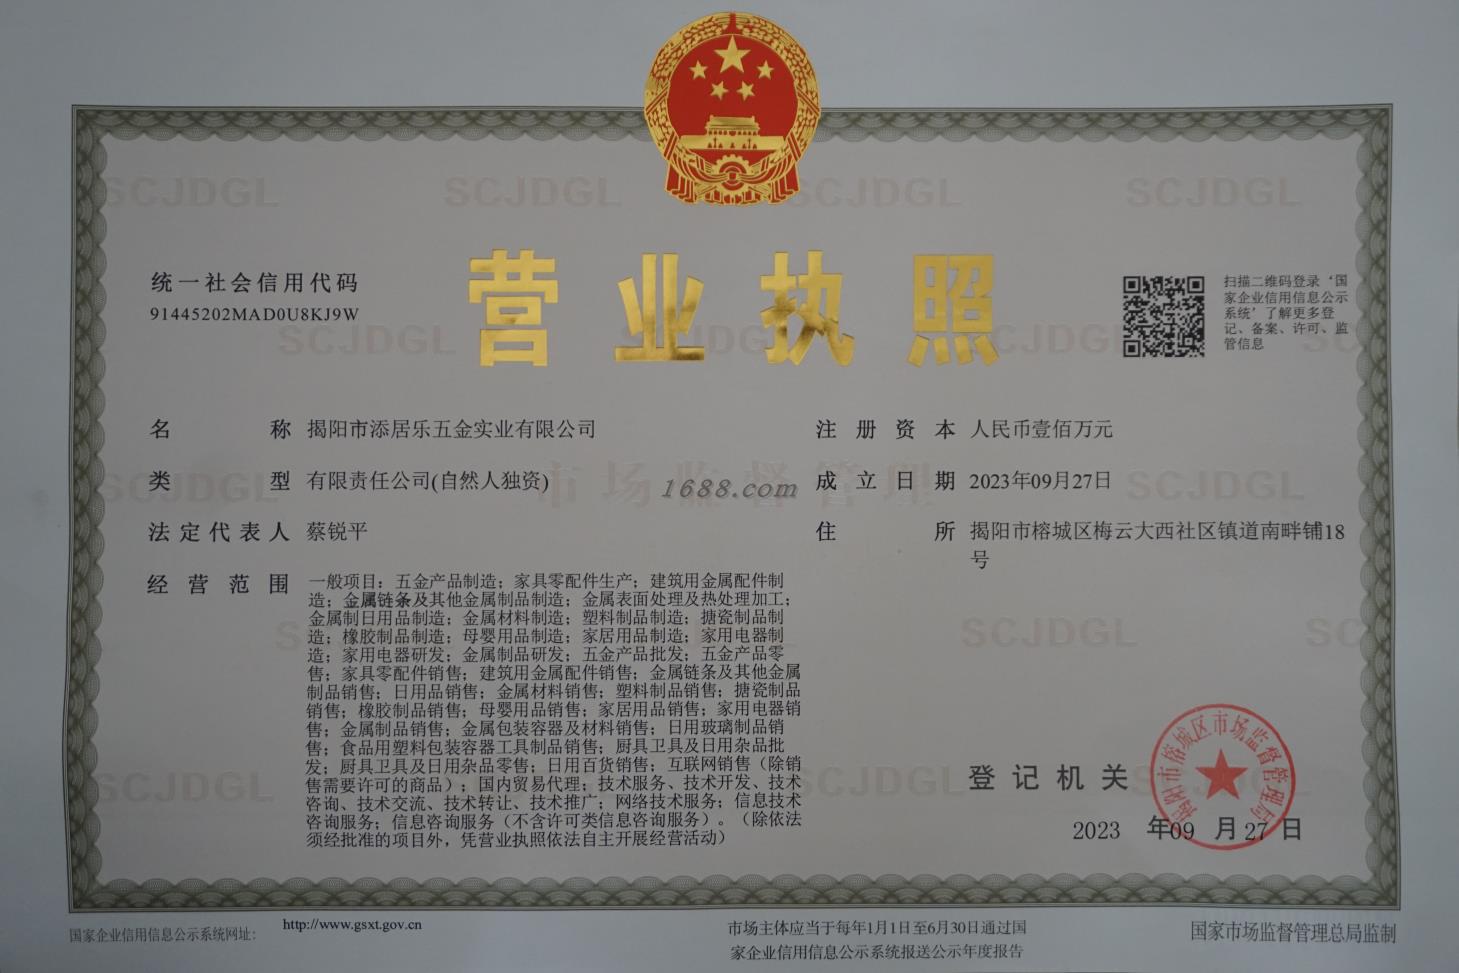 营业执照
统一社会信用代码
91445202MAD0U8KJ9W
扫描二维码登录‘国
家企业信用信息公示
系统’了解更多登
记、备案、许可、监
管信息
名称 揭阳市添居乐五金实业有限公司
类型 有限责任公司(自然人独资)
法定代表人 蔡锐平
经营范围 一般项目：五金产品制造；家具零配件生产；建筑用金属配件制
造；金属链条及其他金属制品制造；金属表面处理及热处理加工；
金属制日用品制造；金属材料制造；塑料制品制造；搪瓷制品制
造；橡胶制品制造；母婴用品制造；家居用品制造；家用电器制
造；家用电器研发；金属制品研发；五金产品批发；五金产品零
售；家具零配件销售；建筑用金属配件销售；金属链条及其他金属
制品销售；日用品销售；金属材料销售；塑料制品销售；搪瓷制品
销售；橡胶制品销售；母婴用品销售；家居用品销售；家用电器销
售；金属制品销售；金属包装容器及材料销售；日用玻璃制品销
售；食品用塑料包装容器工具制品销售；厨具卫具及日用杂品批
发；厨具卫具及日用杂品零售；日用百货销售；互联网销售（除销
售需要许可的商品）；国内贸易代理；技术服务、技术开发、技术
咨询、技术交流、技术转让、技术推广；网络技术服务；信息技术
咨询服务；信息咨询服务（不含许可类信息咨询服务）。（除依法
须经批准的项目外，凭营业执照依法自主开展经营活动）
注册资本 人民币壹佰万元
成立日期 2023年09月27日
住所 揭阳市榕城区梅云大西社区镇道南畔铺18
号
1688.com
市场监督管理
SCJDGL SCJDGL SCJDGL SCJDGL
登记机关
揭阳市榕城区市场监督管理局
2023 年09 月27日
国家企业信用信息公示系统网址：
http://www.gsxt.gov.cn
市场主体应当于每年1月1日至6月30日通过国
家企业信用信息公示系统报送公示年度报告
国家市场监督管理总局监制